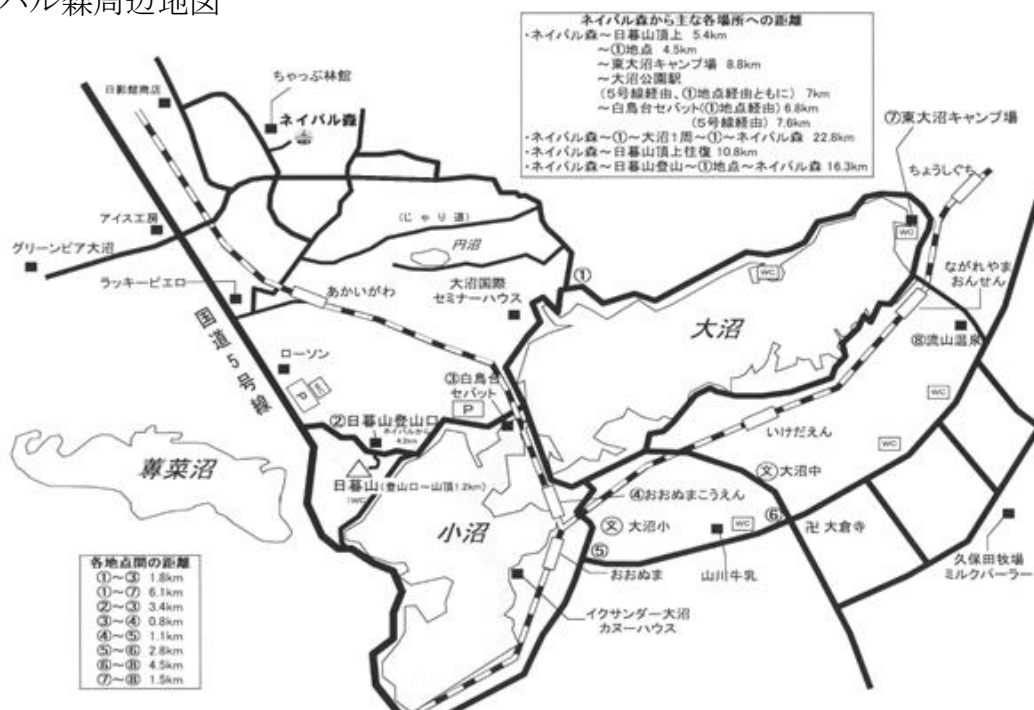 バル森周辺地図
ネイパル森から主な各場所への距離
・ネイパル森～日暮山頂上 5.4km
～①地点 4.5km
～東大沼キャンプ場 8.8km
～大沼公園駅
(5号線経由、①地点経由ともに) 7km
～白鳥台セバット(①地点経由) 6.8km
(5号線経由) 7.6km
・ネイパル森～①～大沼1周～①～ネイパル森 22.8km
・ネイパル森～日暮山頂上往復 10.8km
・ネイパル森～日暮山登山～①地点～ネイパル森 16.3km
ちゃっぷ林館
日影館商店
ネイパル森
⑦東大沼キャンプ場
ちょうしぐち
アイス工房
グリーンピア大沼
(じゃり道)
円沼
WC
WC
ラッキーピエロ
あかいがわ
大沼国際
セミナーハウス
①
ながれやま
おんせん
大沼
国道5号線
⑧流山温泉
ローソン
P
③白鳥台
セバット
P
WC
②日暮山登山口
ネイパルから
4.2km
いけだえん
WC
蓴菜沼
日暮山(登山口～山頂1.2km)
(WC)
文 大沼中
④おおぬまこうえん
小沼
文 大沼小
WC
⑥
卍 大倉寺
⑤
おおぬま
山川牛乳
久保田牧場
ミルクパーラー
イクサンダー大沼
カヌーハウス
各地点間の距離
①～③ 1.8km
①～⑦ 6.1km
②～③ 3.4km
③～④ 0.8km
④～⑤ 1.1km
⑤～⑥ 2.8km
⑥～⑧ 4.5km
⑦～⑧ 1.5km